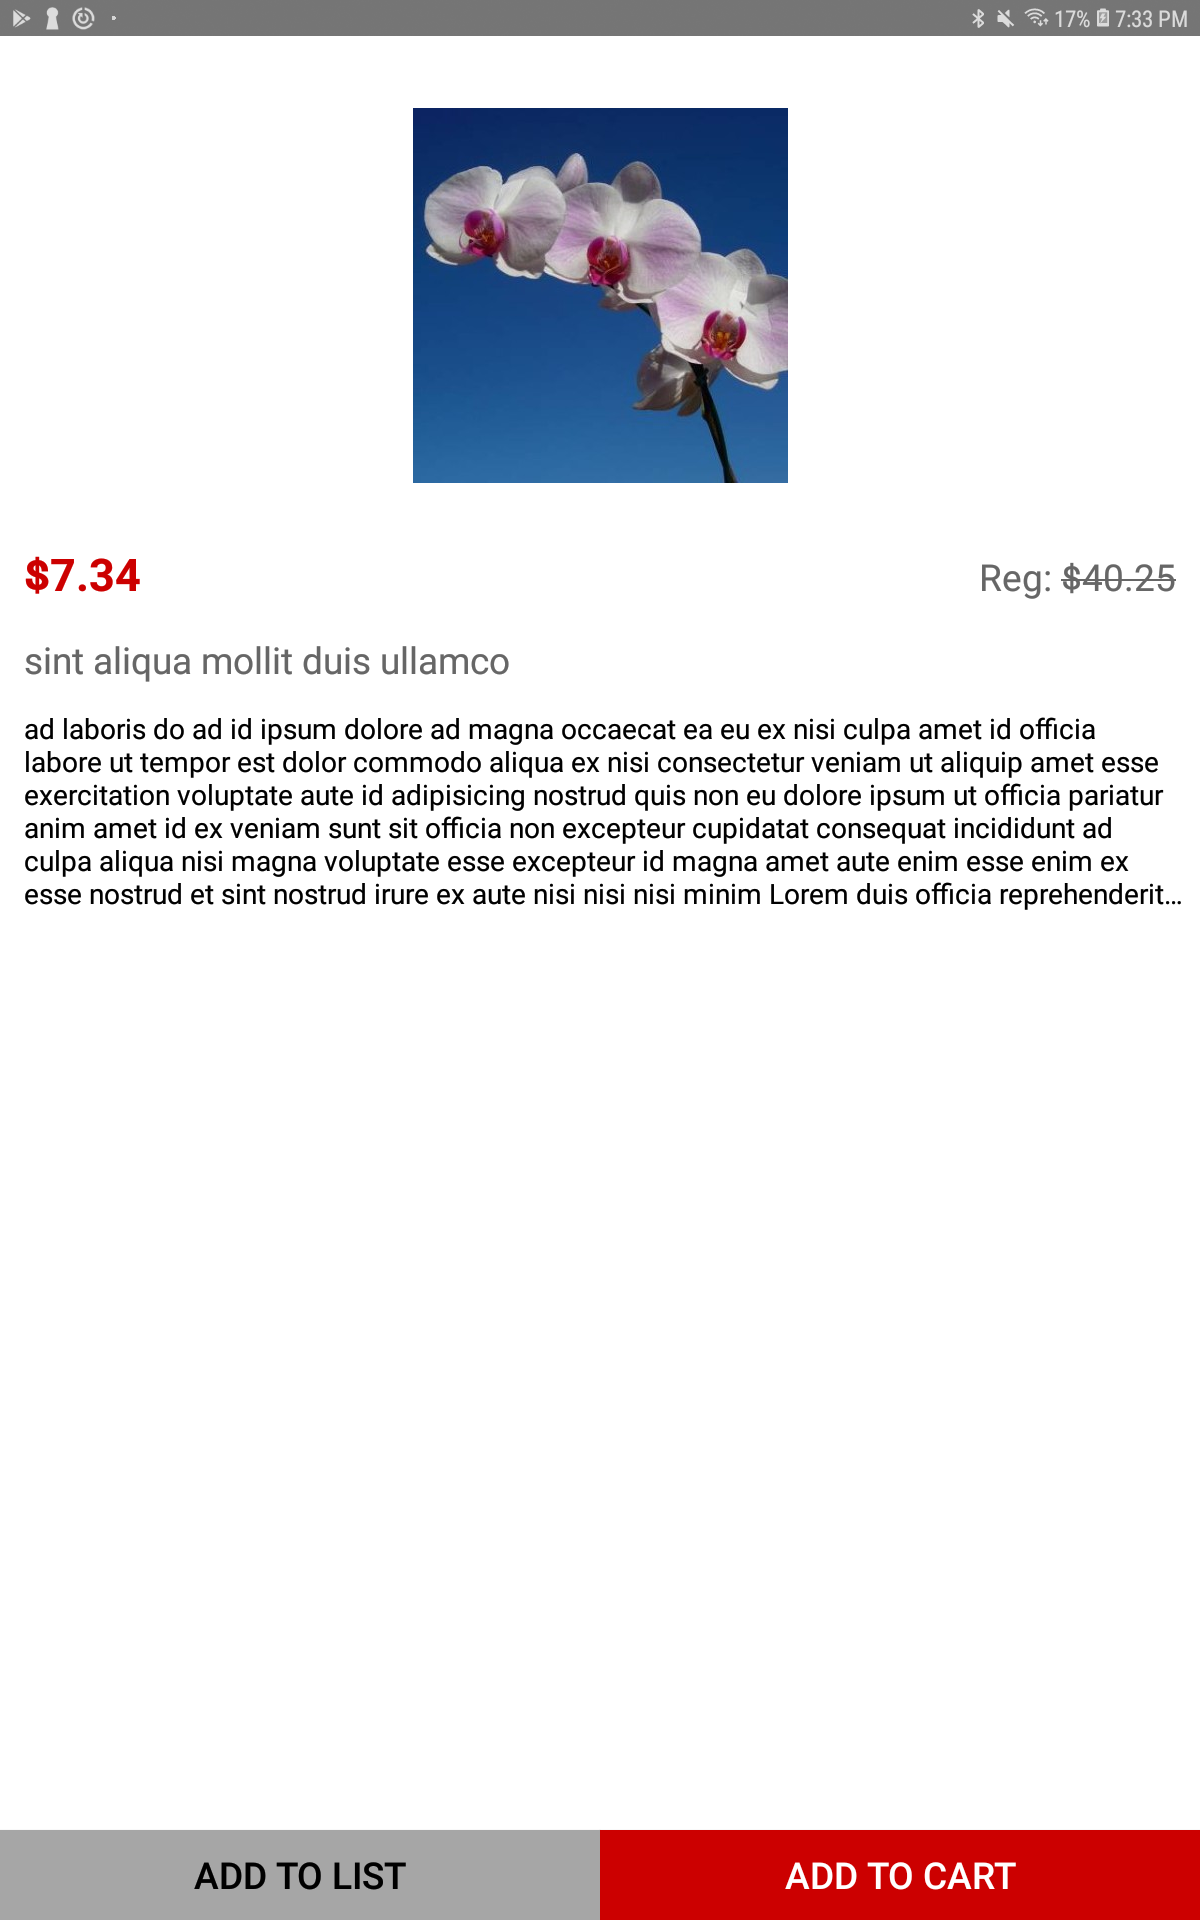 17% 7:33 PM
$7.34
Reg: $40.25
sint aliqua mollit duis ullamco
ad laboris do ad id ipsum dolore ad magna occaecat ea eu ex nisi culpa amet id officia
labore ut tempor est dolor commodo aliqua ex nisi consectetur veniam ut aliquip amet esse
exercitation voluptate aute id adipisicing nostrud quis non eu dolore ipsum ut officia pariatur
anim amet id ex veniam sunt sit officia non excepteur cupidatat consequat incididunt ad
culpa aliqua nisi magna voluptate esse excepteur id magna amet aute enim esse enim ex
esse nostrud et sint nostrud irure ex aute nisi nisi nisi minim Lorem duis officia reprehenderit…
ADD TO LIST
ADD TO CART